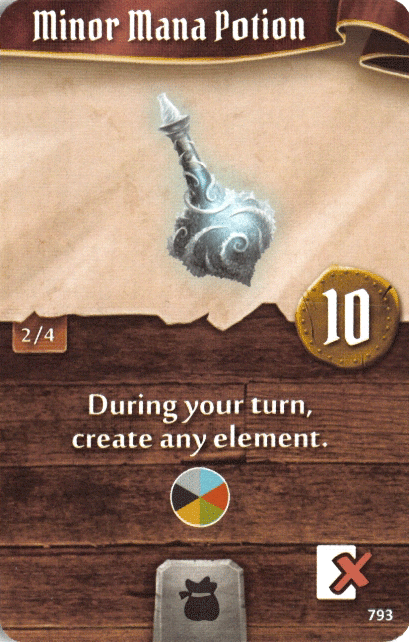 Minor Mana Potion
2/4
10
During your turn,
create any element.
793